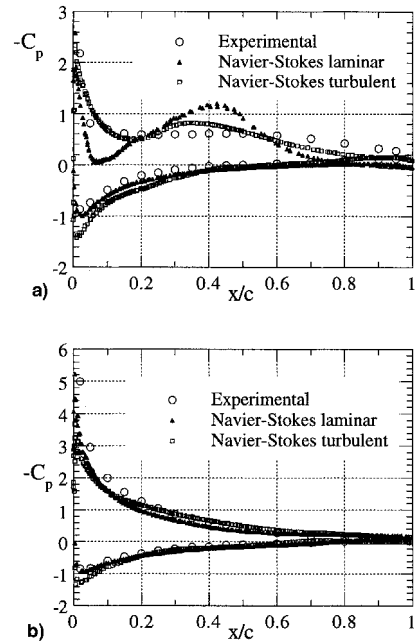 3
-Cp
2
1
0
-1
-2
Experimental
Navier-Stokes laminar
Navier-Stokes turbulent
0 0.2 0.4 0.6 0.8 1
a) x/c
6
5
4
3
-Cp
2
1
0
-1
-2
Experimental
Navier-Stokes laminar
Navier-Stokes turbulent
0 0.2 0.4 0.6 0.8 1
b) x/c